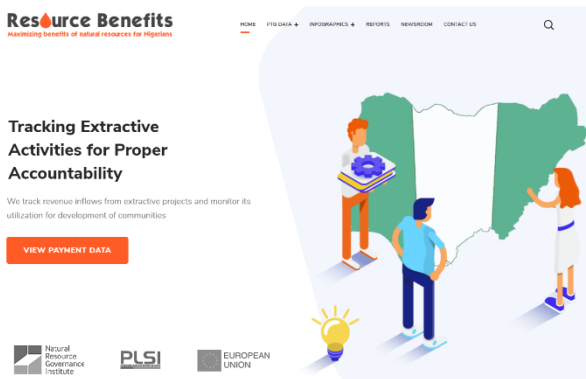 Resource Benefits
Maximizing benefits of natural resources for Nigerians
HOME PTG DATA + INFOGRAPHICS + REPORTS NEWSROOM CONTACT US
Tracking Extractive
Activities for Proper
Accountability
We track revenue inflows from extractive projects and monitor its
utilization for development of communities
VIEW PAYMENT DATA
Natural
Resource
Governance
Institute
PLSI
EUROPEAN
UNION